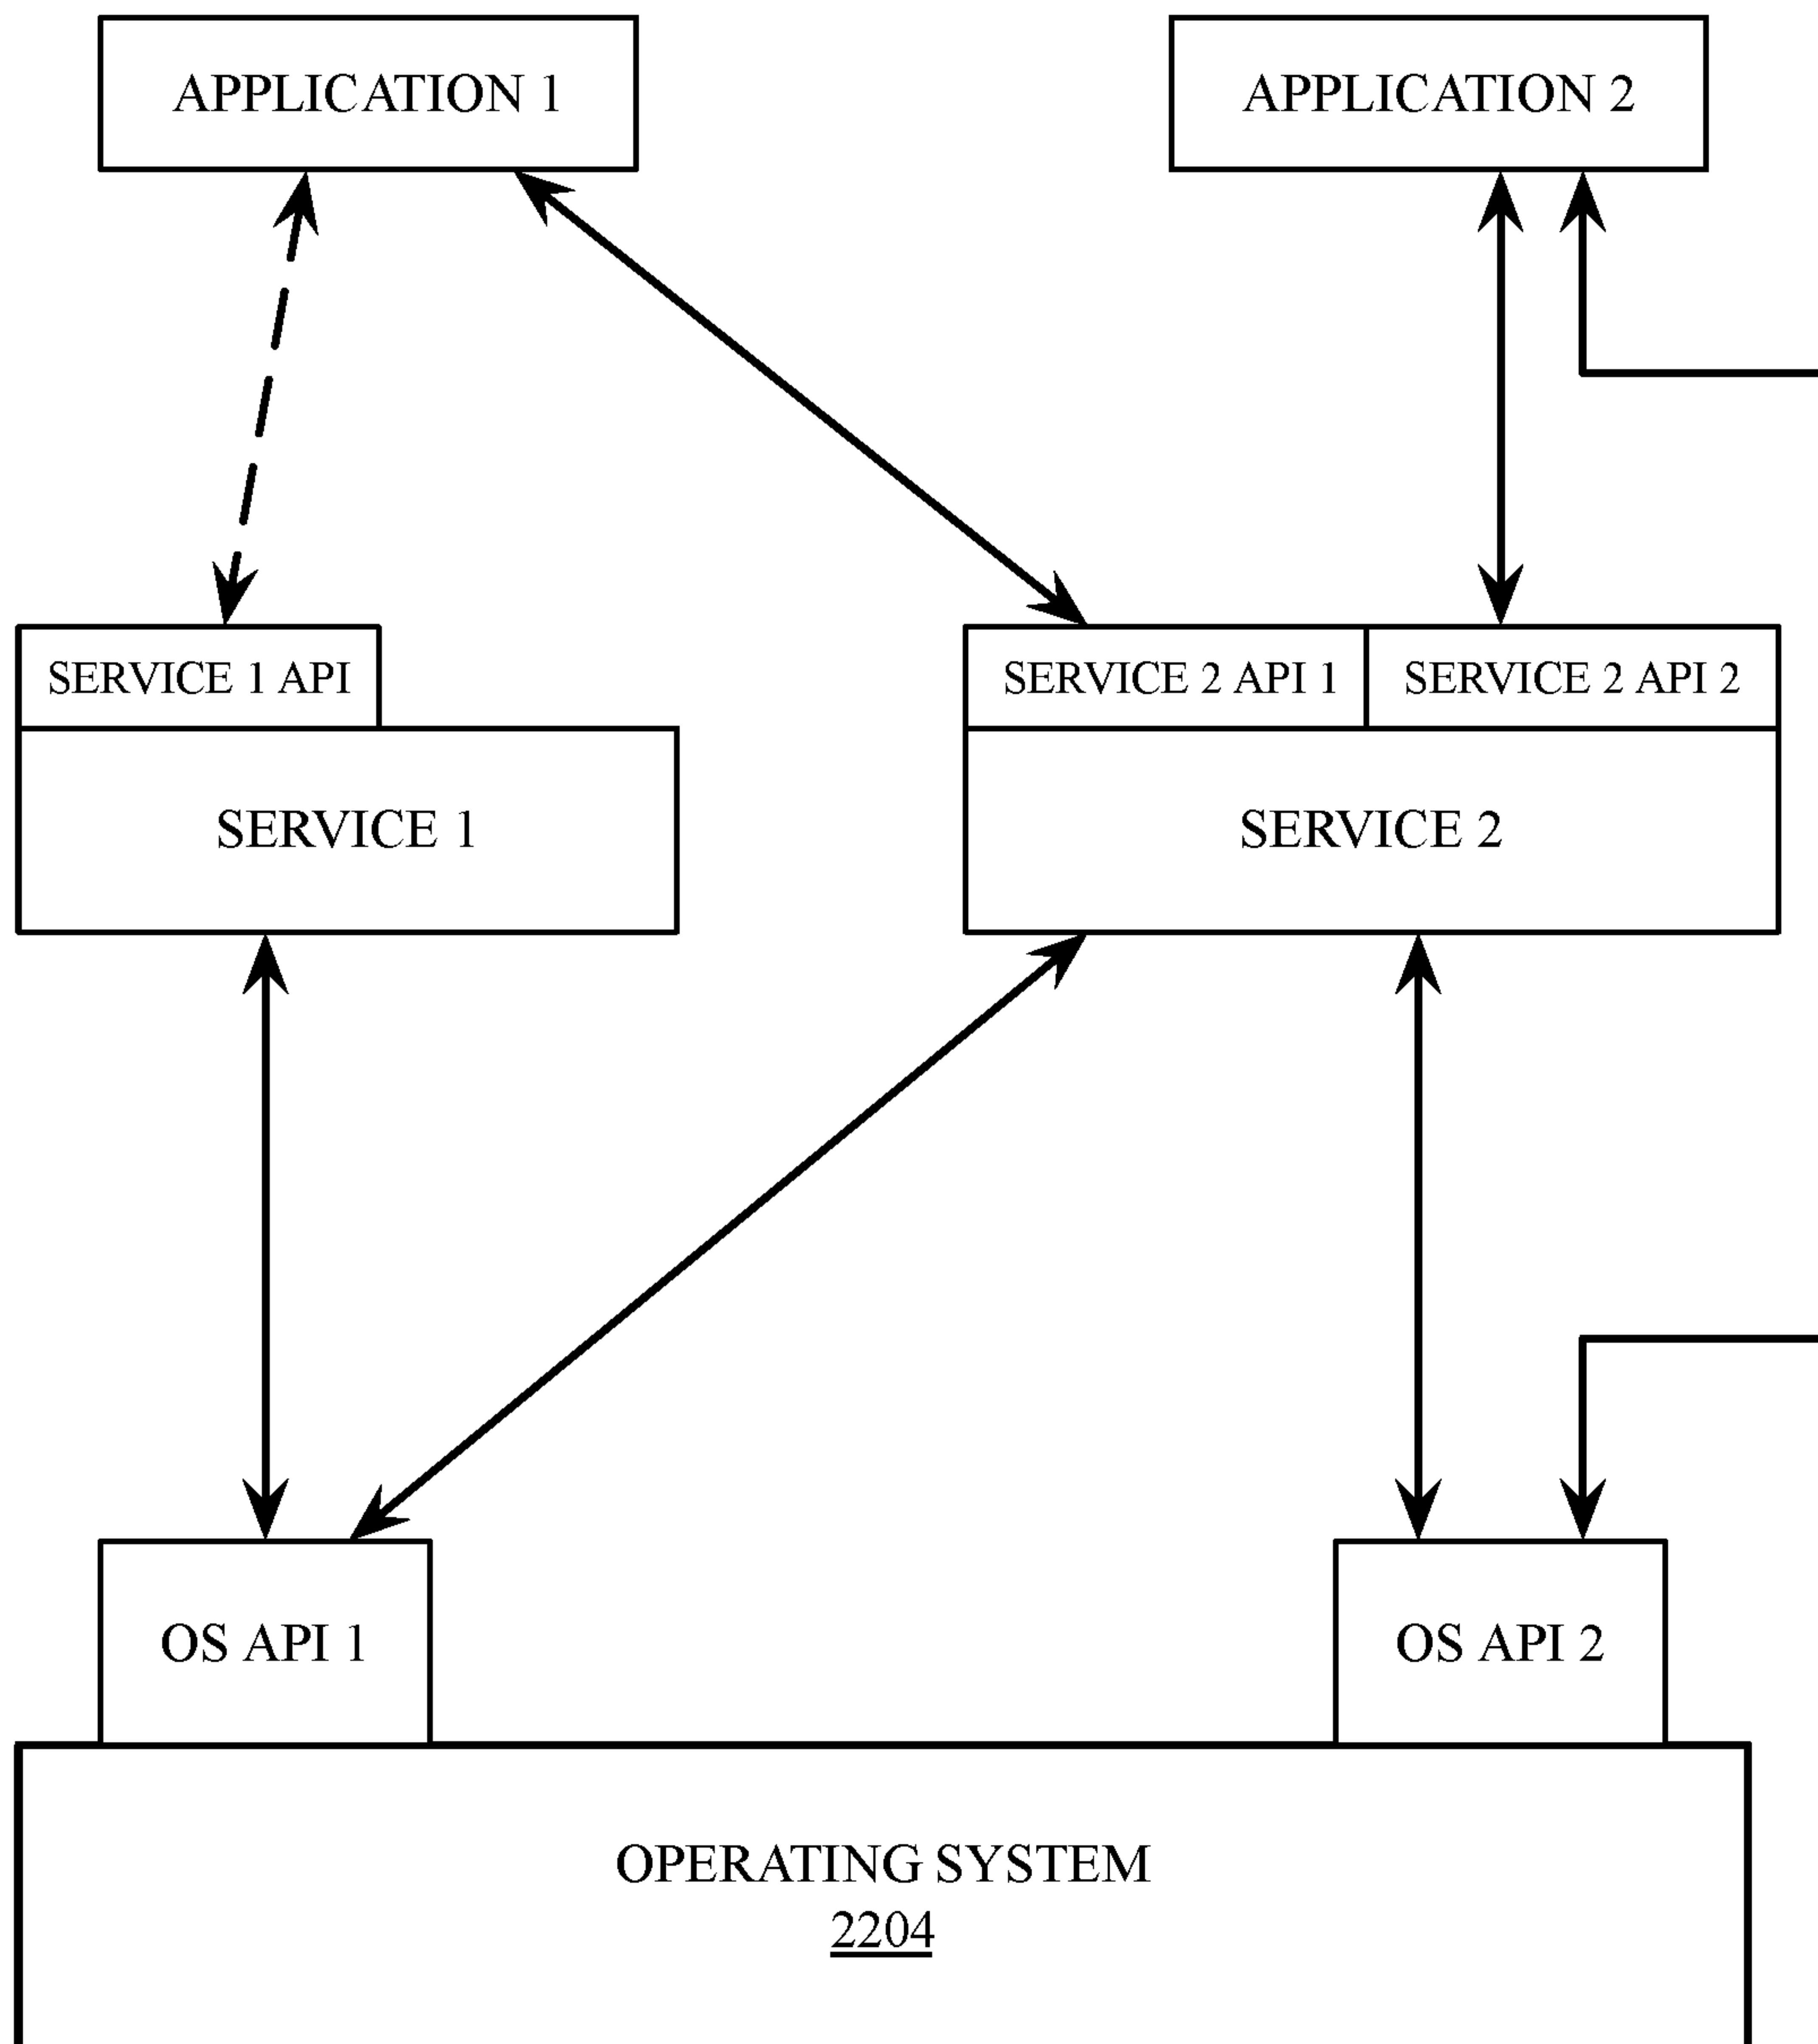 APPLICATION 1
APPLICATION 2
SERVICE 1 API
SERVICE 2 API 1
SERVICE 2 API 2
SERVICE 1
SERVICE 2
OS API 1
OS API 2
OPERATING SYSTEM
2204